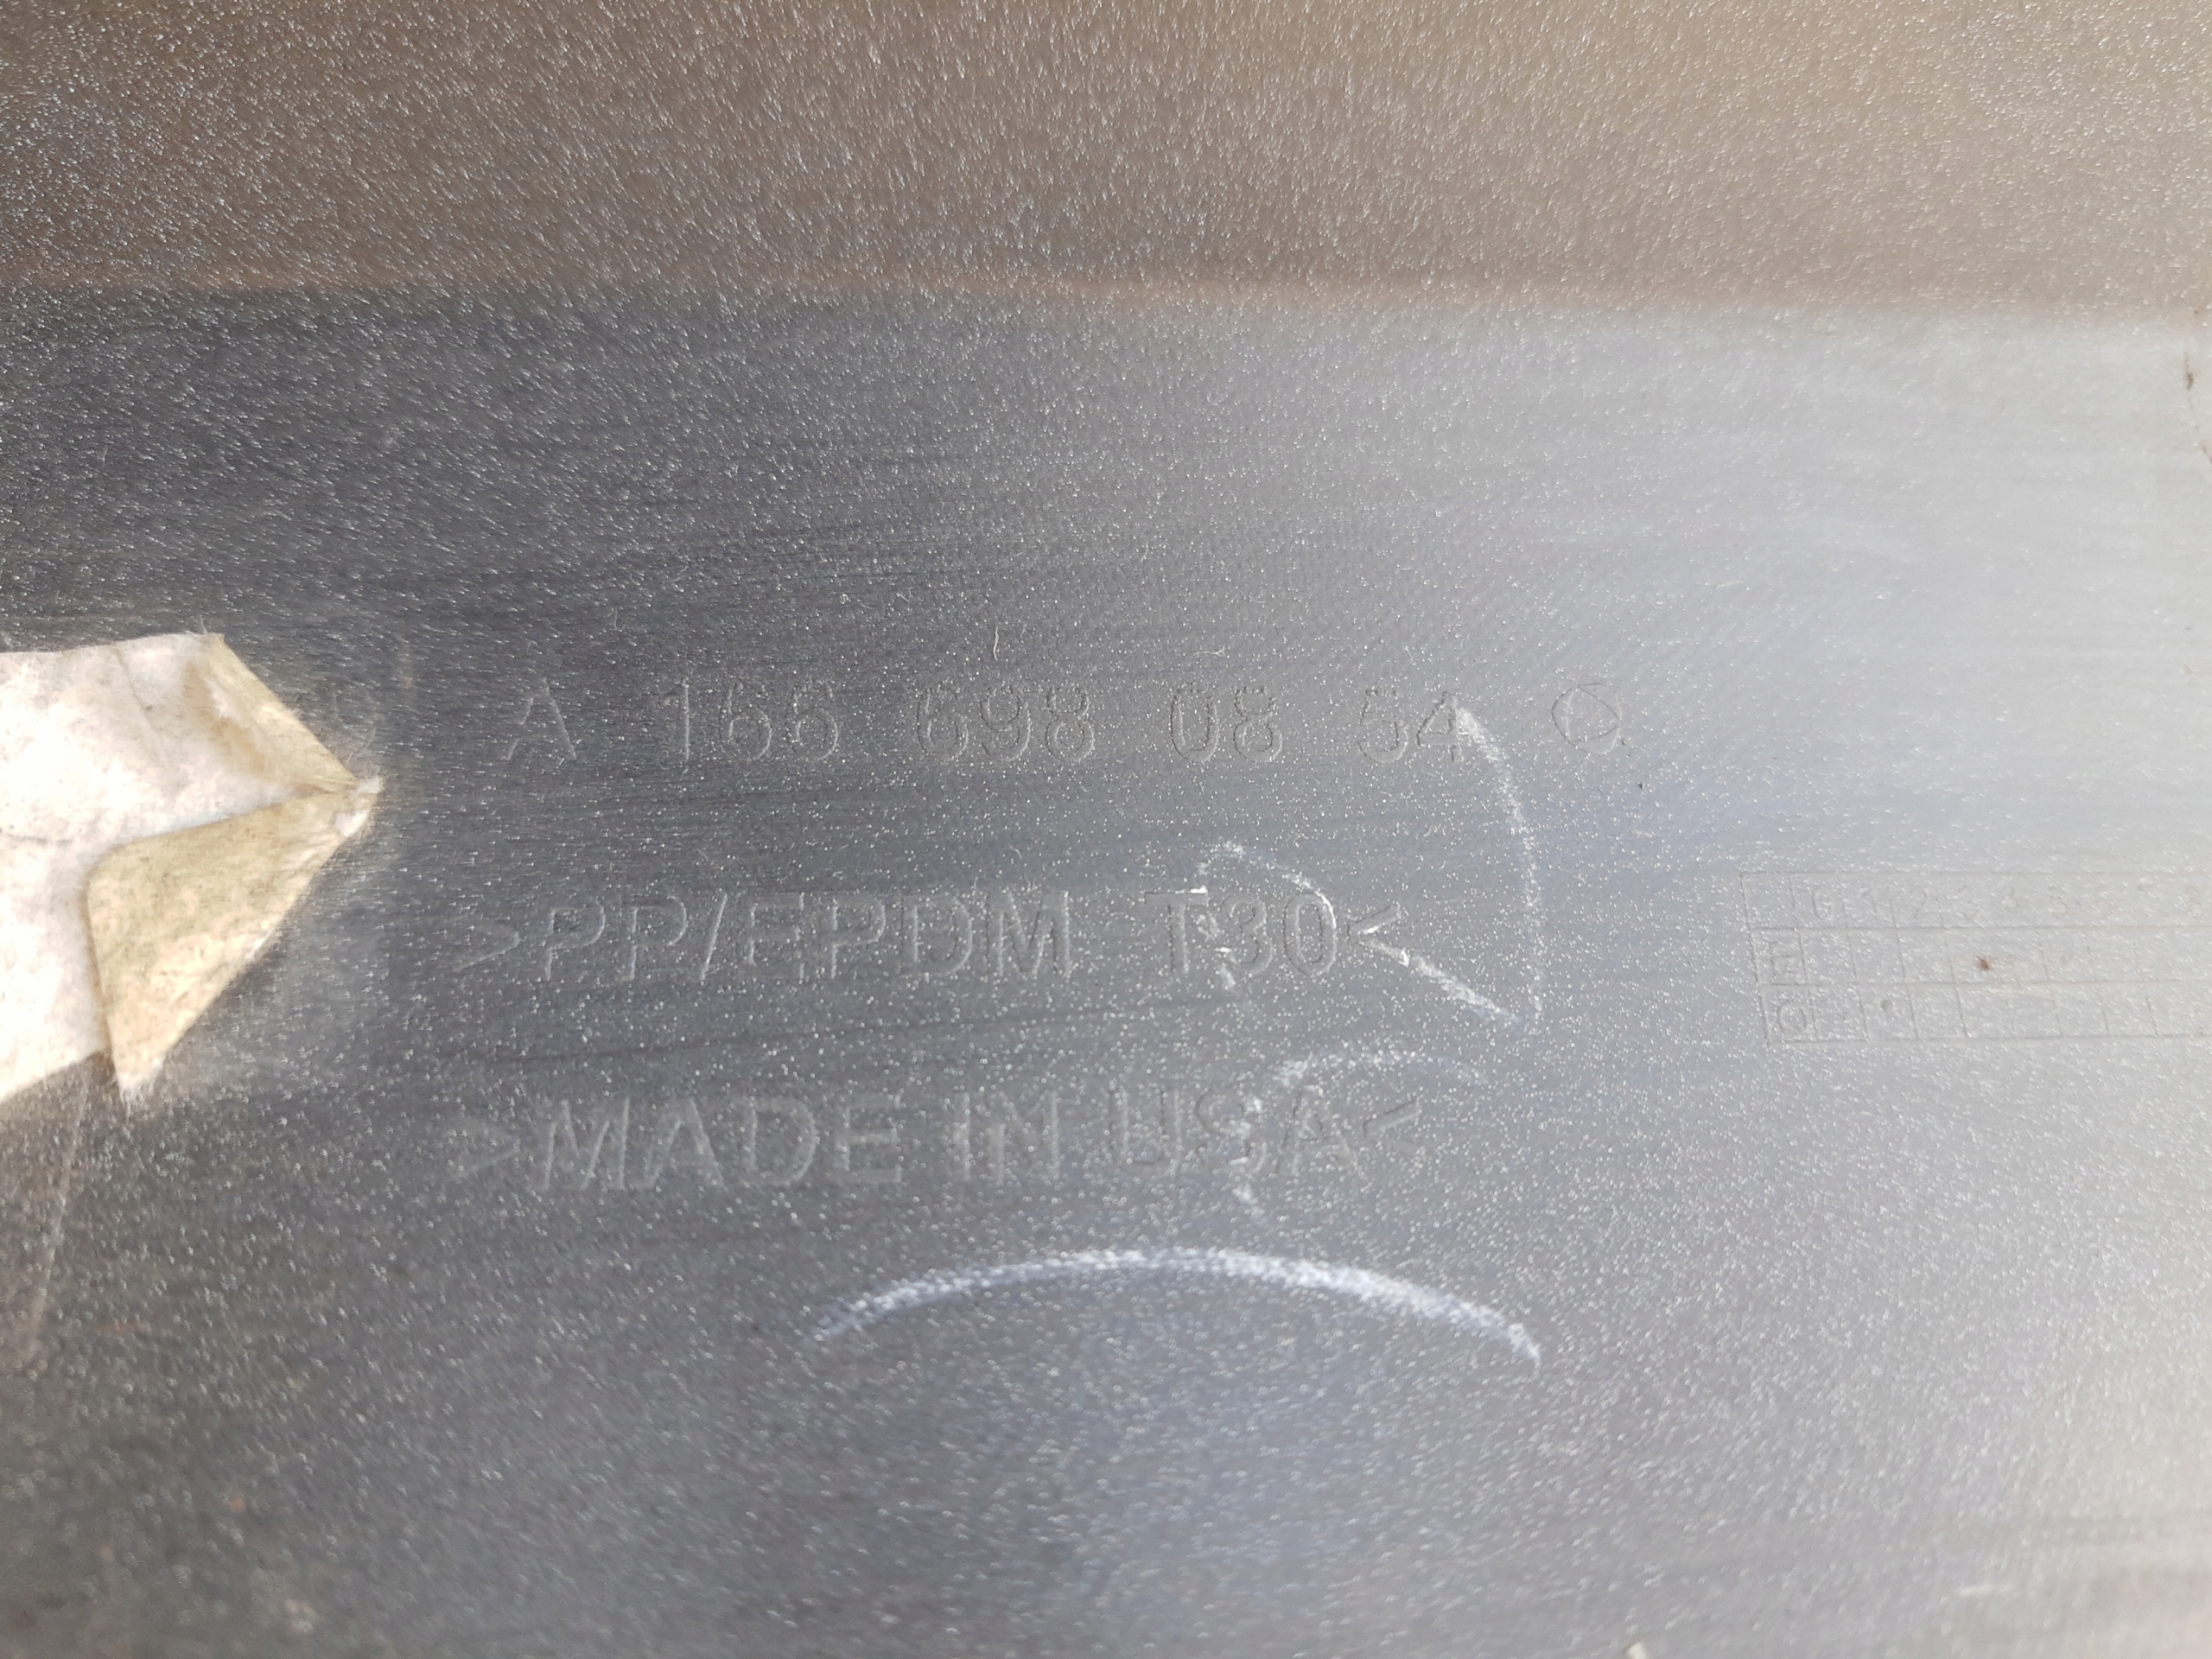 A 166 698 08 54
>PP/EPDM T30<
>MADE IN USA<
E